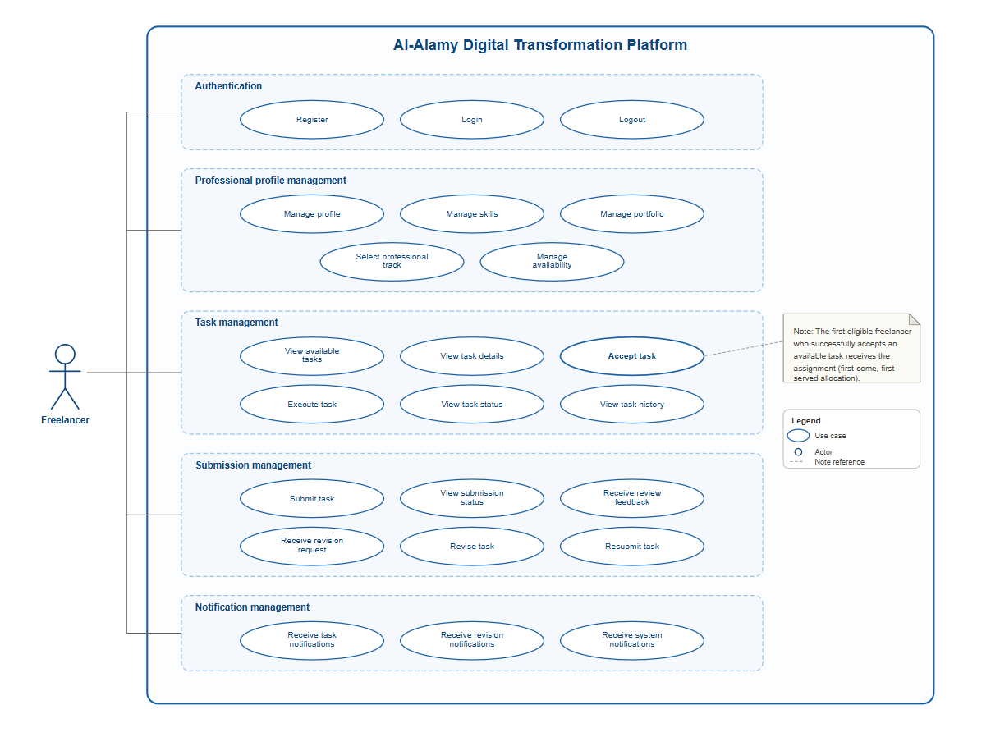 Al-Alamy Digital Transformation Platform
Authentication
Register
Login
Logout
Professional profile management
Manage profile
Manage skills
Manage portfolio
Select professional
track
Manage
availability
Task management
View available
tasks
View task details
Accept task
Execute task
View task status
View task history
Note: The first eligible freelancer
who successfully accepts an
available task receives the
assignment (first-come, first-
served allocation).
Freelancer
Legend
Use case
Actor
Note reference
Submission management
Submit task
View submission
status
Receive review
feedback
Receive revision
request
Revise task
Resubmit task
Notification management
Receive task
notifications
Receive revision
notifications
Receive system
notifications